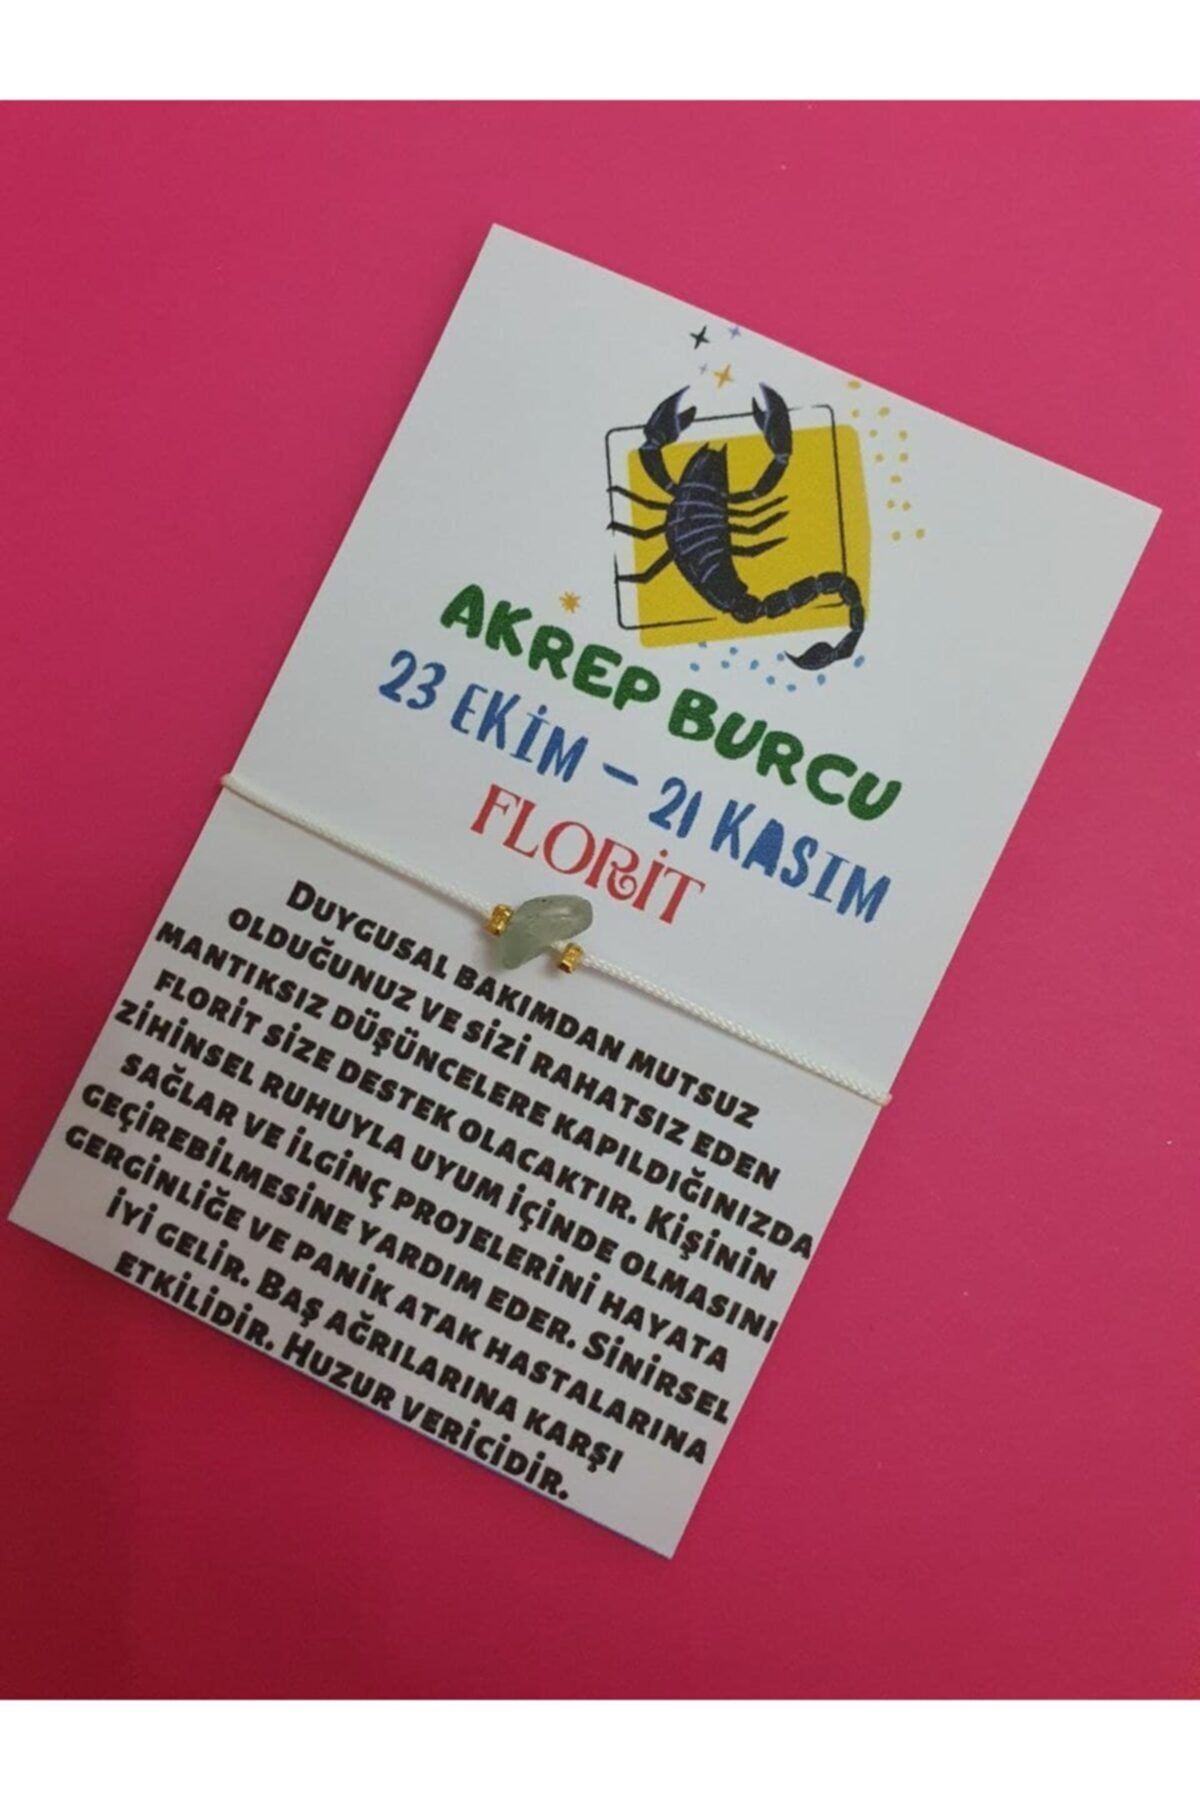 AKREP BURCU
23 EKİM - 21 KASIM
FLORİT
DUYGUSAL BAKIMDAN MUTSUZ
OLDUĞUNUZ VE SİZİ RAHATSIZ EDEN
MANTIKSIZ DÜŞÜNCELERE KAPILDIĞINIZDA
FLORİT SİZE DESTEK OLACAKTIR. KİŞİNİN
ZİHİNSEL RUHUYLA UYUM İÇİNDE OLMASINI
SAĞLAR VE İLGİNÇ PROJELERİNİ HAYATA
GEÇİREBİLMESİNE YARDIM EDER. SİNİRSEL
GERGİNLİĞE VE PANİK ATAK HASTALARINA
İYİ GELİR. BAŞ AĞRILARINA KARŞI
ETKİLİDİR. HUZUR VERİCİDİR.